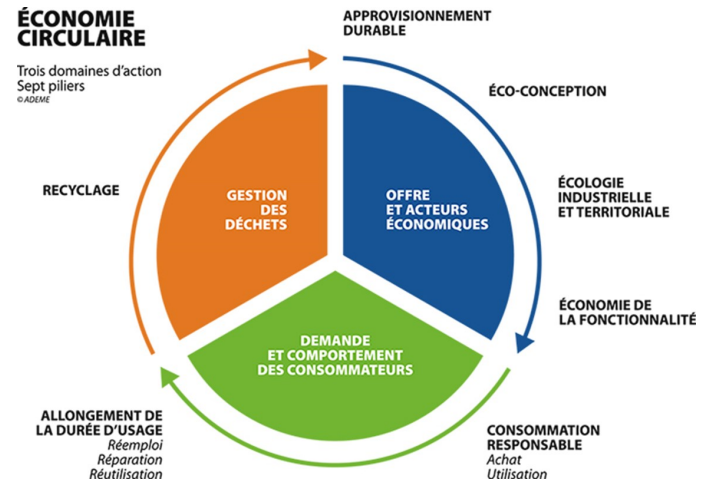 ÉCONOMIE
CIRCULAIRE
Trois domaines d'action
Sept piliers
© ADEME
APPROVISIONNEMENT
DURABLE
ÉCO-CONCEPTION
ÉCOLOGIE
INDUSTRIELLE
ET TERRITORIALE
ÉCONOMIE DE
LA FONCTIONNALITÉ
CONSOMMATION
RESPONSABLE
Achat
Utilisation
ALLONGEMENT DE
LA DURÉE D'USAGE
Réemploi
Réparation
Réutilisation
RECYCLAGE
GESTION
DES
DÉCHETS
OFFRE
ET ACTEURS
ÉCONOMIQUES
DEMANDE
ET COMPORTEMENT
DES CONSOMMATEURS